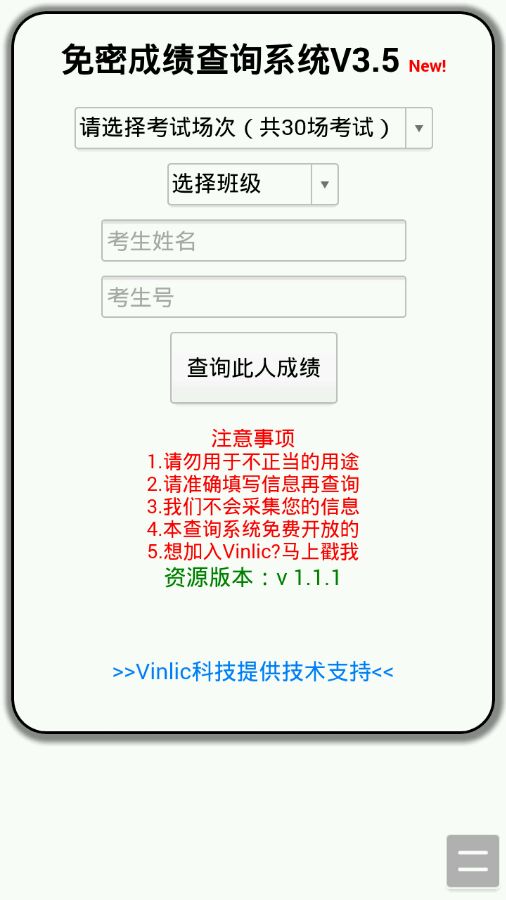 免密成绩查询系统V3.5 New!
请选择考试场次（共30场考试）
选择班级
考生姓名
考生号
查询此人成绩
注意事项
1.请勿用于不正当的用途
2.请准确填写信息再查询
3.我们不会采集您的信息
4.本查询系统免费开放的
5.想加入Vinlic?马上戳我
资源版本：v 1.1.1
>>Vinlic科技提供技术支持<<